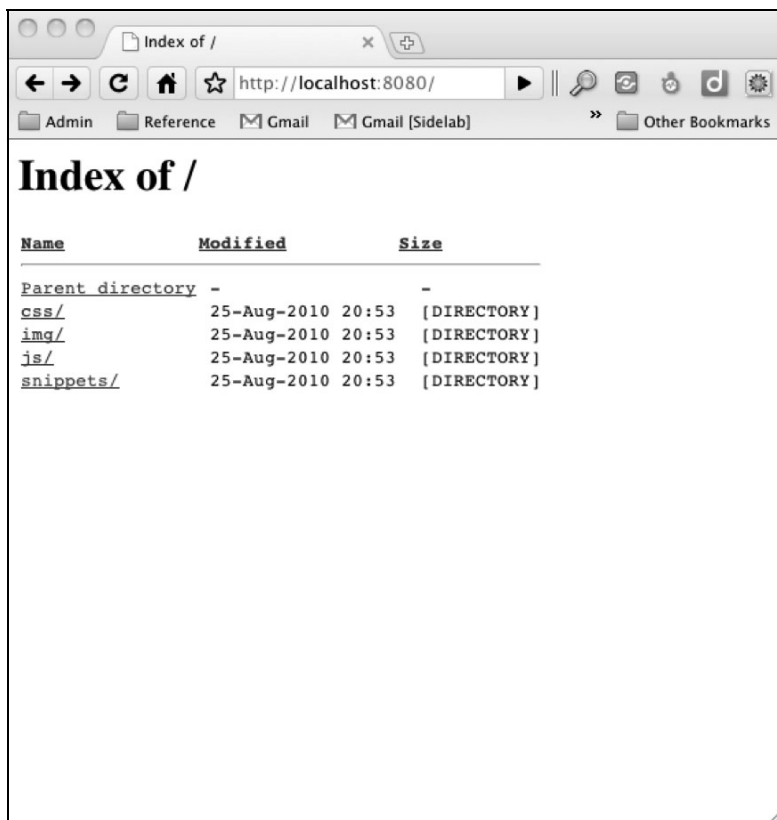 Index of /
http://localhost:8080/
Admin Reference Gmail Gmail [Sidelab] » Other Bookmarks
Index of /
Name Modified Size
Parent directory - -
css/ 25-Aug-2010 20:53 [DIRECTORY]
img/ 25-Aug-2010 20:53 [DIRECTORY]
js/ 25-Aug-2010 20:53 [DIRECTORY]
snippets/ 25-Aug-2010 20:53 [DIRECTORY]